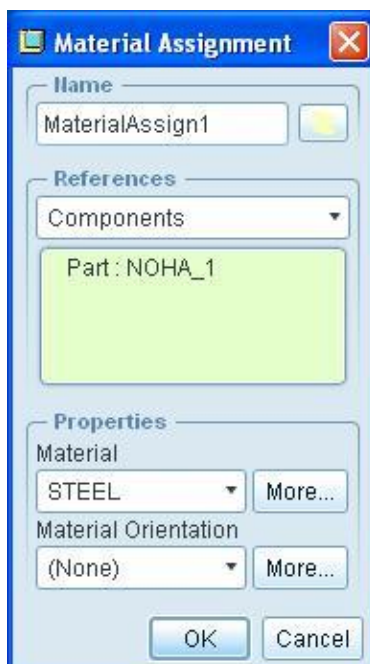 Material Assignment
Name
MaterialAssign1
References
Components
Part : NOHA_1
Properties
Material
STEEL More...
Material Orientation
(None) More...
OK Cancel